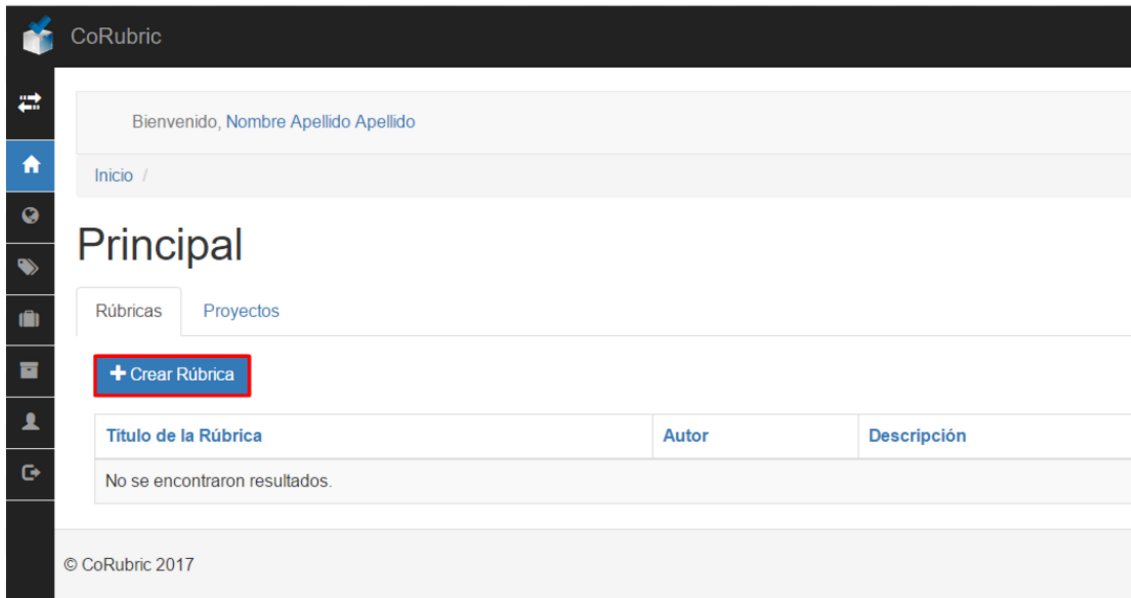 CoRubric
Bienvenido, Nombre Apellido Apellido
Inicio /
Principal
Rúbricas Proyectos
+ Crear Rúbrica
Título de la Rúbrica Autor Descripción
No se encontraron resultados.
© CoRubric 2017